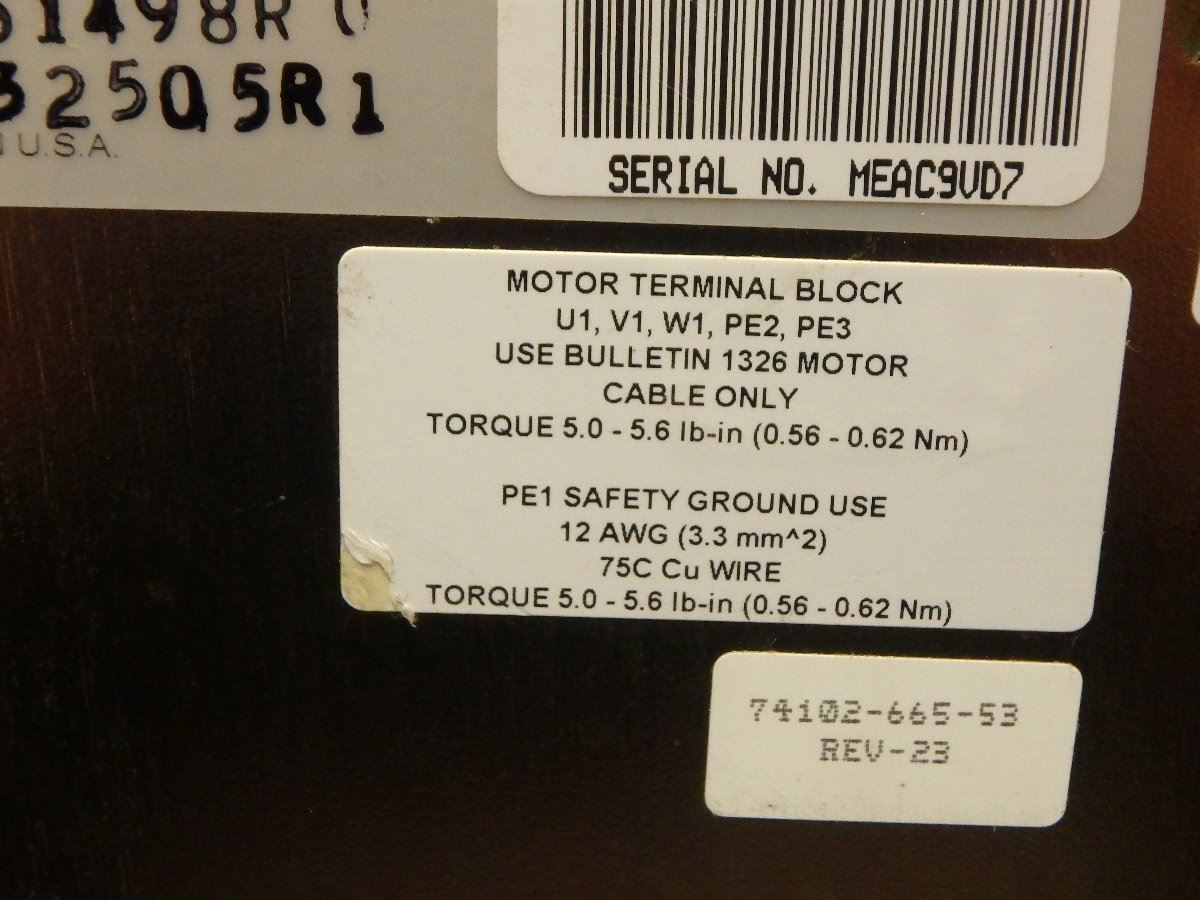 1498R
32505R1
U.S.A.
SERIAL NO. MEAC9VD7
MOTOR TERMINAL BLOCK
U1, V1, W1, PE2, PE3
USE BULLETIN 1326 MOTOR
CABLE ONLY
TORQUE 5.0 - 5.6 lb-in (0.56 - 0.62 Nm)
PE1 SAFETY GROUND USE
12 AWG (3.3 mm^2)
75C Cu WIRE
TORQUE 5.0 - 5.6 lb-in (0.56 - 0.62 Nm)
74102-665-53
REV-23